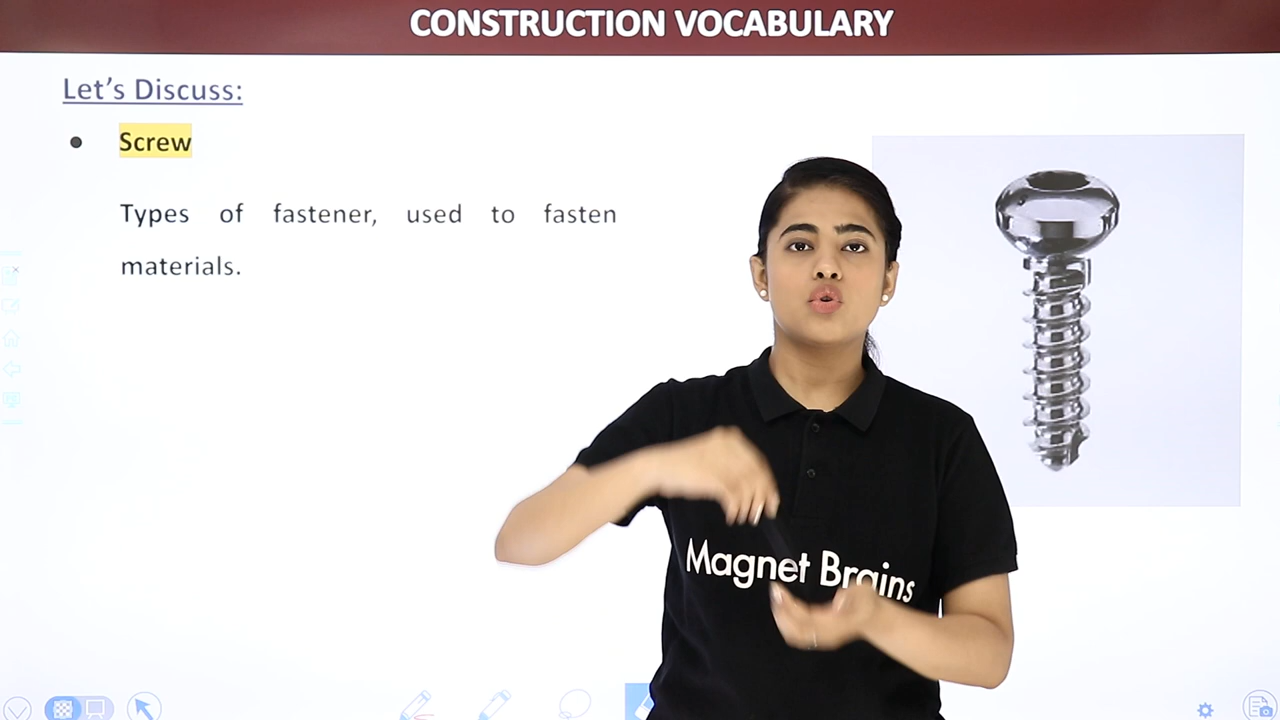 CONSTRUCTION VOCABULARY
Let's Discuss:
• Screw
Types of fastener, used to fasten
materials.
Magnet Brains